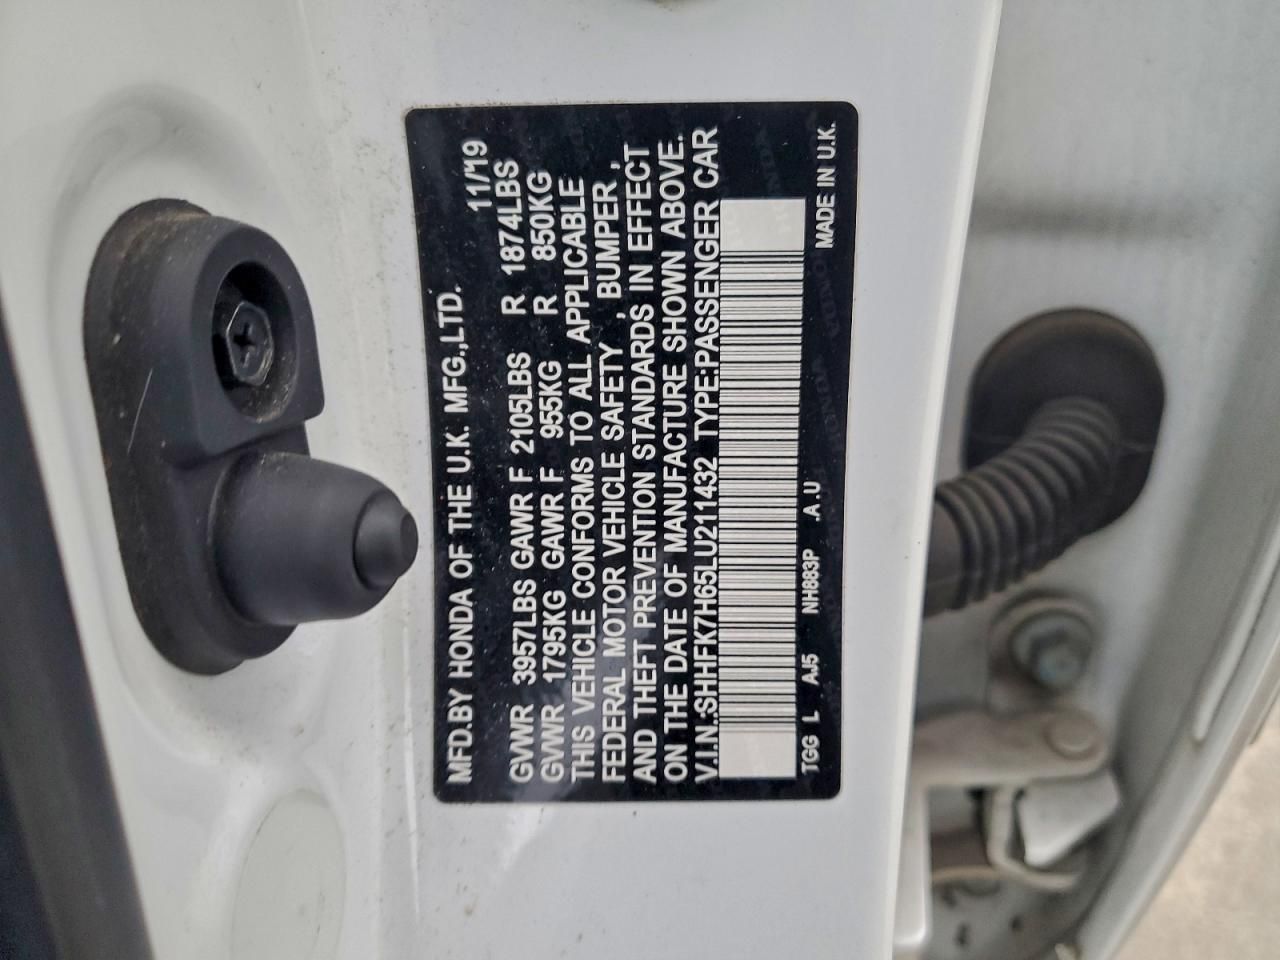 MFD.BY HONDA OF THE U.K. MFG.,LTD. 11/19
GVWR 3957LBS GAWR F 2105LBS R 1874LBS
GVWR 1795KG GAWR F 955KG R 850KG
THIS VEHICLE CONFORMS TO ALL APPLICABLE
FEDERAL MOTOR VEHICLE SAFETY, BUMPER,
AND THEFT PREVENTION STANDARDS IN EFFECT
ON THE DATE OF MANUFACTURE SHOWN ABOVE.
V.I.N.:SHHFK7H65LU211432 TYPE:PASSENGER CAR
TGG L AJ5 NH883P .A.U MADE IN U.K.